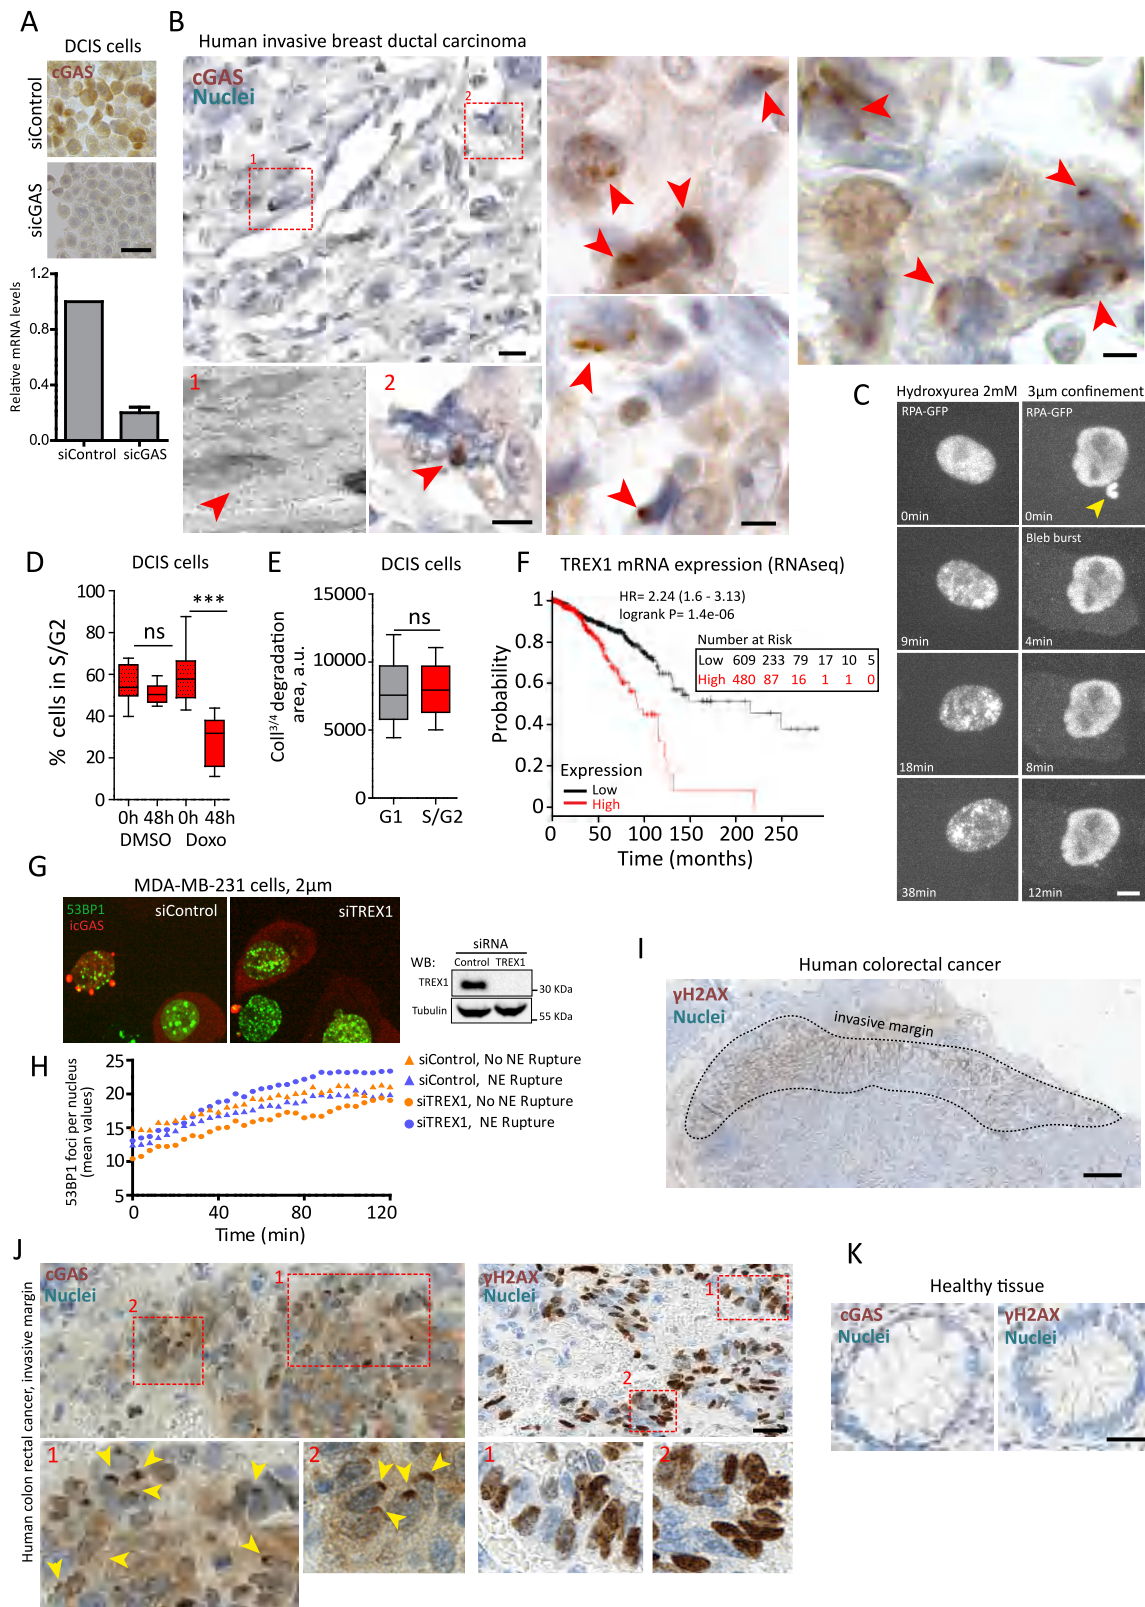 A
DCIS cells
cGAS
siControl
sicGAS
Relative mRNA levels
1.2
0.8
0.4
0.0
siControl
sicGAS
B
Human invasive breast ductal carcinoma
cGAS
Nuclei
1
2
1
2
C
Hydroxyurea 2mM
3µm confinement
RPA-GFP
RPA-GFP
0min
0min
Bleb burst
9min
4min
18min
8min
38min
12min
D
DCIS cells
% cells in S/G2
100
80
60
40
20
0
ns
***
0h 48h 0h 48h
DMSO Doxo
E
DCIS cells
Coll3/4 degradation
area, a.u.
15000
10000
5000
0
ns
G1 S/G2
F
TREX1 mRNA expression (RNAseq)
HR= 2.24 (1.6 - 3.13)
logrank P= 1.4e-06
Number at Risk
Low 609 233 79 17 10 5
High 480 87 16 1 1 0
Probability
1
0.8
0.6
0.4
0.2
0
Expression
Low
High
0 50 100 150 200 250
Time (months)
G
MDA-MB-231 cells, 2µm
53BP1
icGAS
siControl
siTREX1
siRNA
WB:
Control TREX1
TREX1
30 KDa
Tubulin
55 KDa
H
53BP1 foci per nucleus
(mean values)
25
20
15
10
5
0 40 80 120
Time (min)
siControl, No NE Rupture
siControl, NE Rupture
siTREX1, No NE Rupture
siTREX1, NE Rupture
I
Human colorectal cancer
γH2AX
Nuclei
invasive margin
J
Human colon rectal cancer, invasive margin
cGAS
Nuclei
1
2
γH2AX
Nuclei
1
2
1
2
1
2
K
Healthy tissue
cGAS
Nuclei
γH2AX
Nuclei